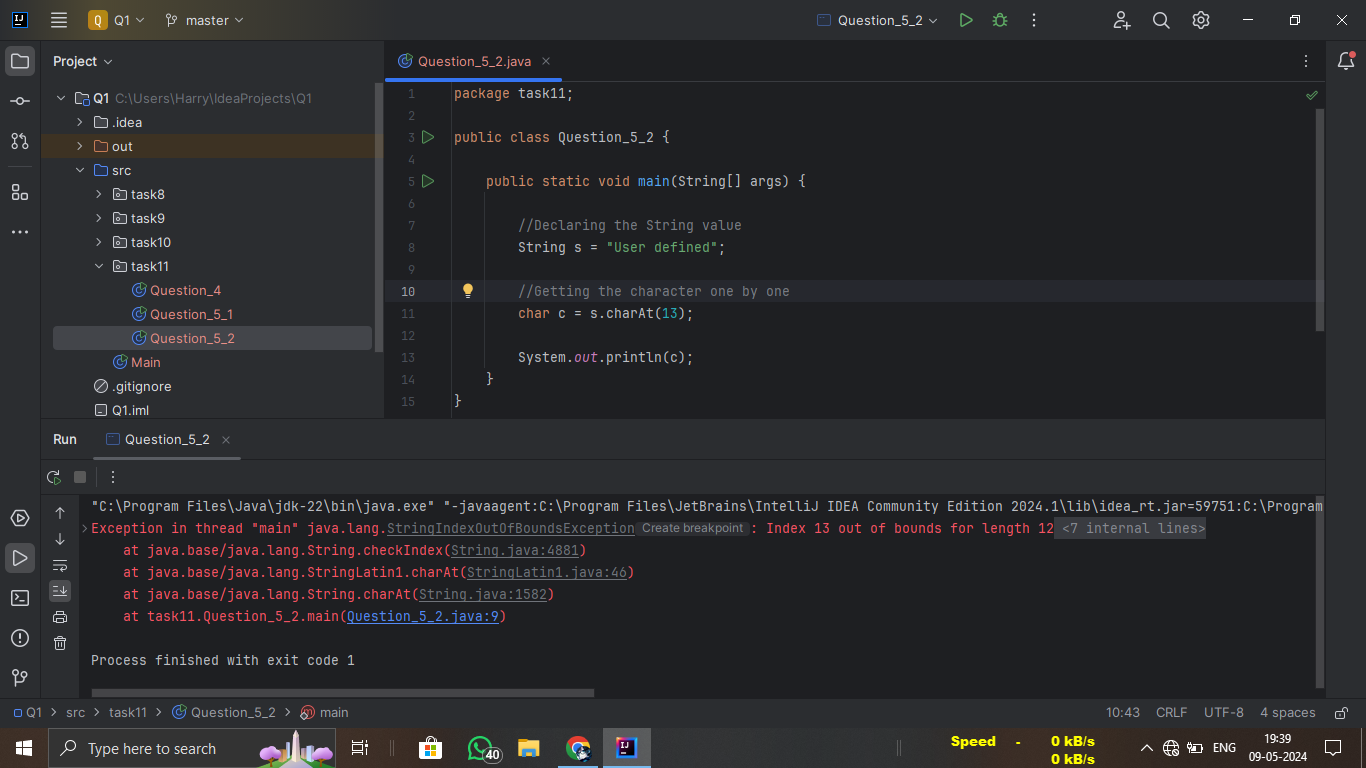 Q Q1 master Question_5_2
Project
Question_5_2.java
Q1 C:\Users\Harry\IdeaProjects\Q1
.idea
out
src
task8
task9
task10
task11
Question_4
Question_5_1
Question_5_2
Main
.gitignore
Q1.iml
1 package task11;
2
3 public class Question_5_2 {
4
5 public static void main(String[] args) {
6
7 //Declaring the String value
8 String s = "User defined";
9
10 //Getting the character one by one
11 char c = s.charAt(13);
12
13 System.out.println(c);
14 }
15 }
Run Question_5_2
"C:\Program Files\Java\jdk-22\bin\java.exe" "-javaagent:C:\Program Files\JetBrains\IntelliJ IDEA Community Edition 2024.1\lib\idea_rt.jar=59751:C:\Program
Exception in thread "main" java.lang.StringIndexOutOfBoundsException Create breakpoint : Index 13 out of bounds for length 12 <7 internal lines>
at java.base/java.lang.String.checkIndex(String.java:4881)
at java.base/java.lang.StringLatin1.charAt(StringLatin1.java:46)
at java.base/java.lang.String.charAt(String.java:1582)
at task11.Question_5_2.main(Question_5_2.java:9)
Process finished with exit code 1
Q1 > src > task11 > Question_5_2 > main
10:43 CRLF UTF-8 4 spaces
Type here to search
40
Speed - 0 kB/s
0 kB/s
ENG
19:39
09-05-2024